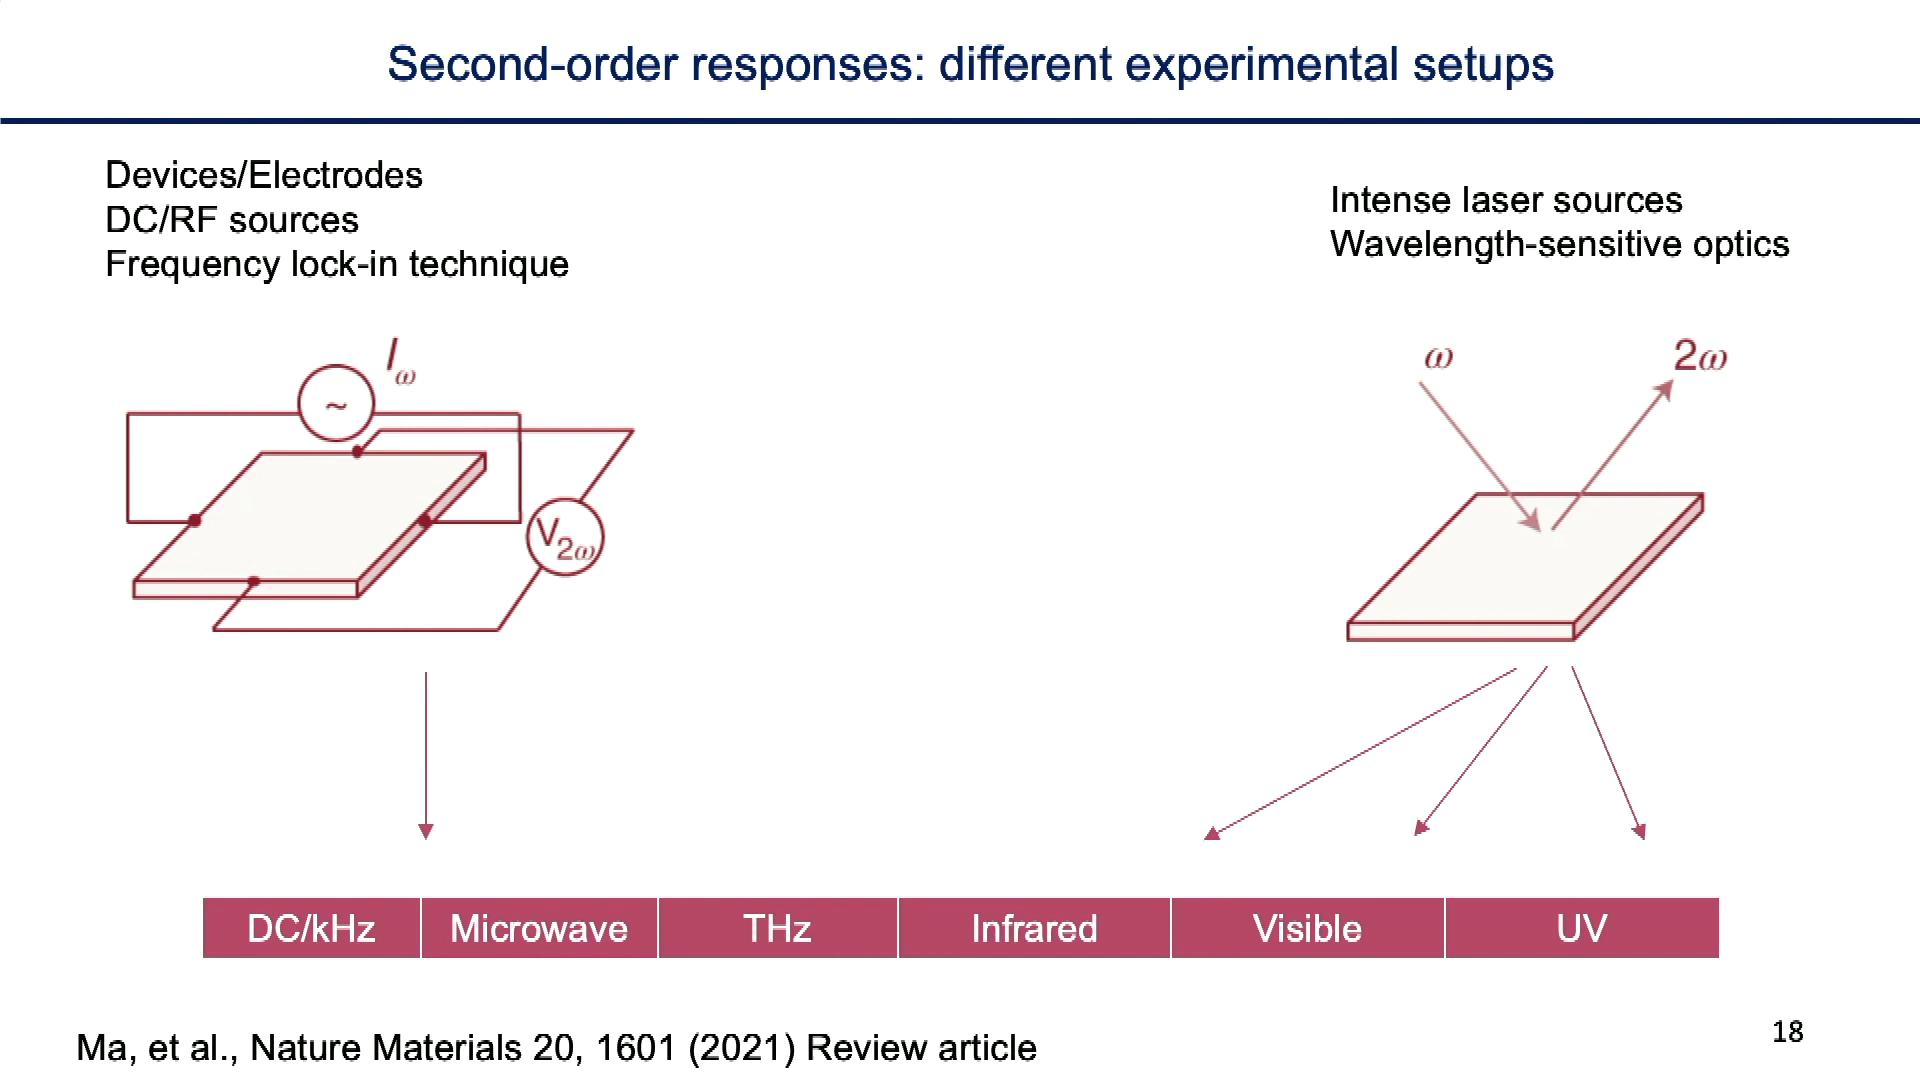 Second-order responses: different experimental setups
Devices/Electrodes
DC/RF sources
Frequency lock-in technique
Intense laser sources
Wavelength-sensitive optics
I_ω
~
V_2ω
ω
2ω
DC/kHz
Microwave
THz
Infrared
Visible
UV
Ma, et al., Nature Materials 20, 1601 (2021) Review article
18